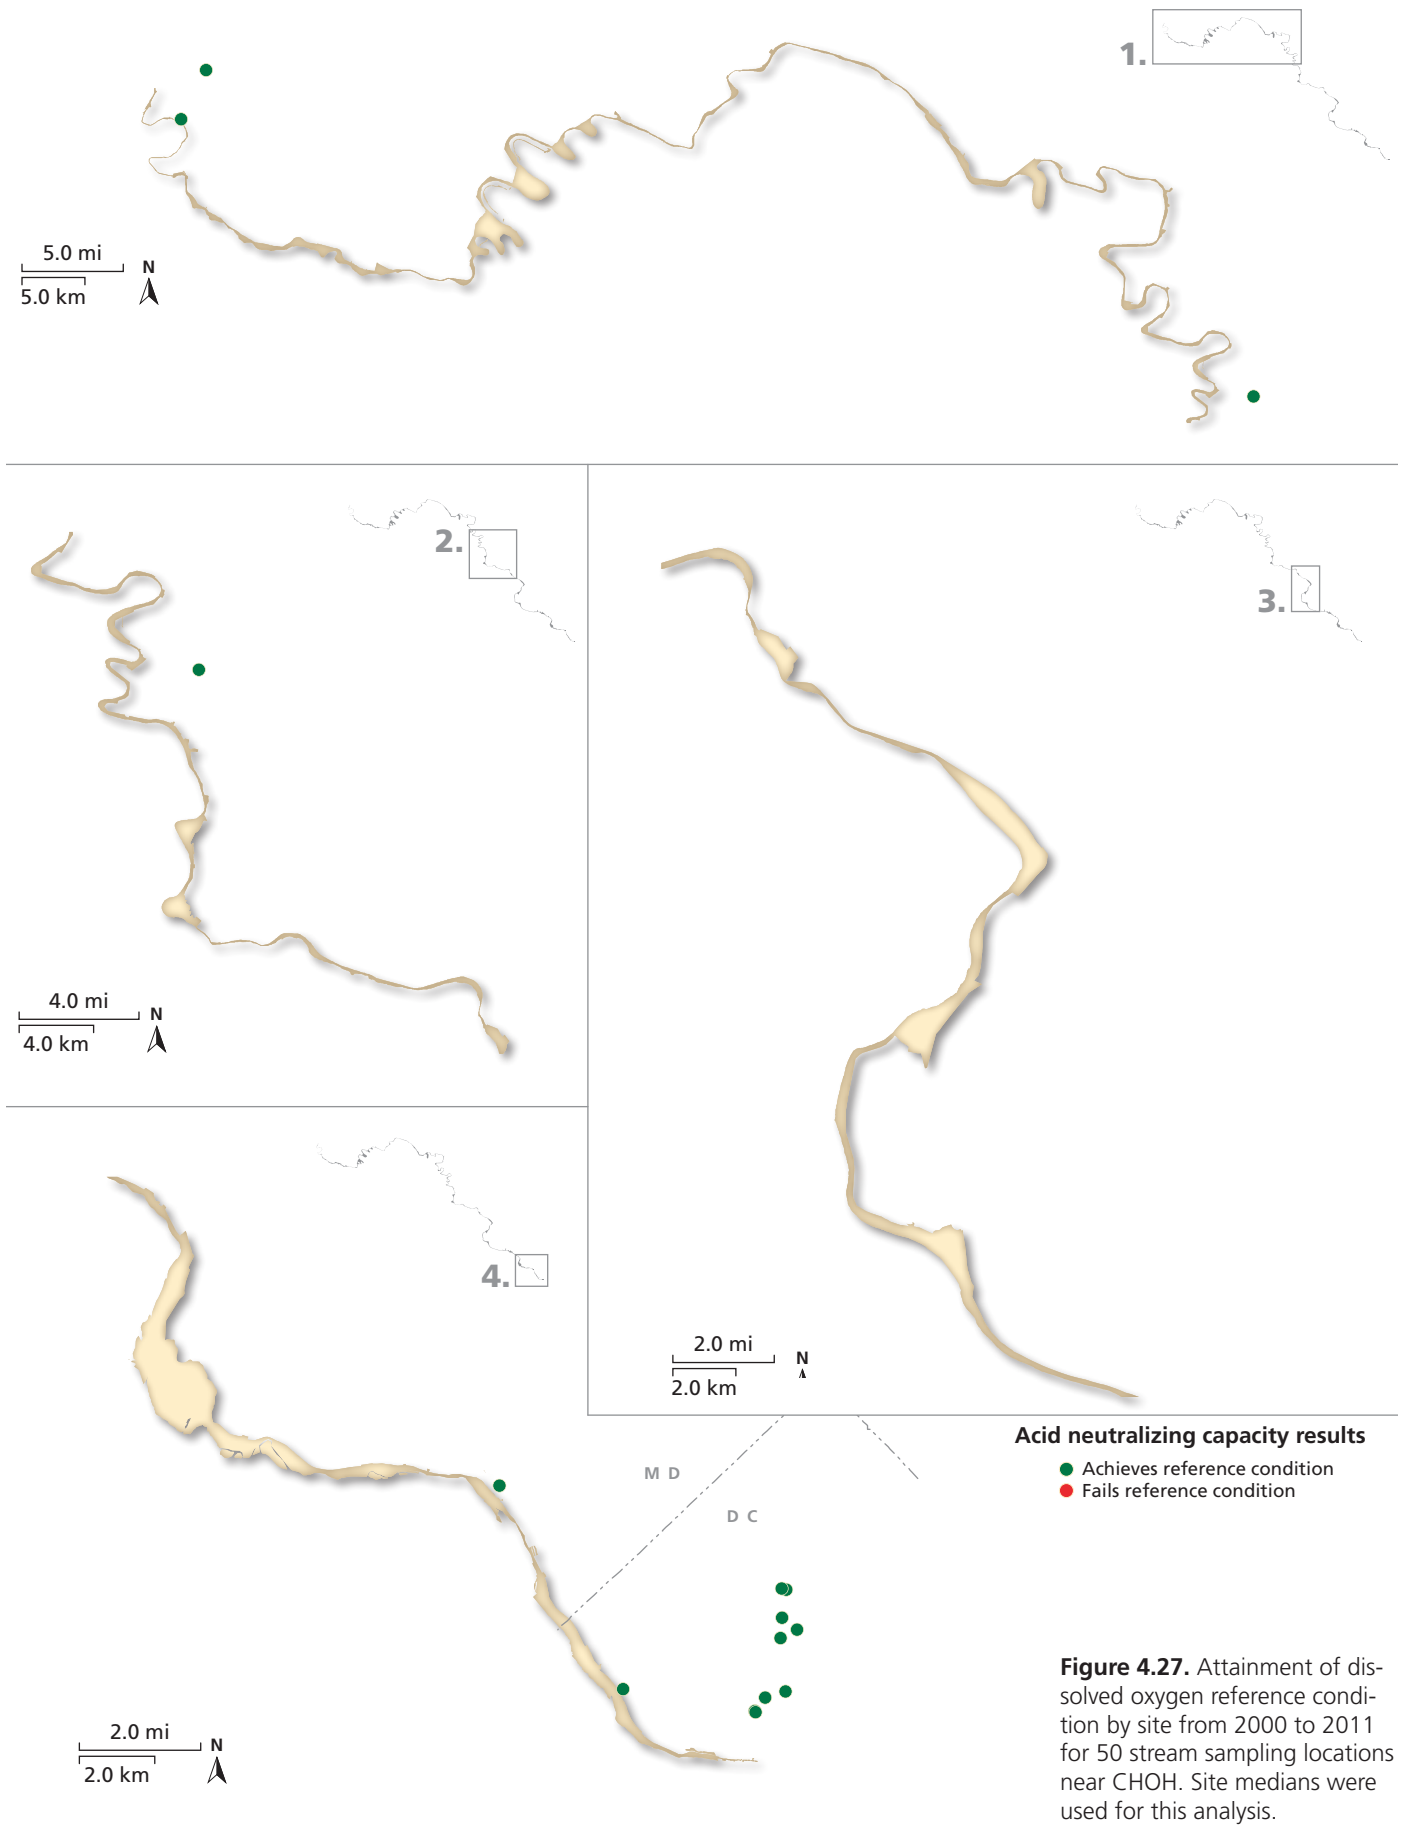 1.
5.0 mi
N
5.0 km
2.
4.0 mi
N
4.0 km
3.
2.0 mi
N
2.0 km
4.
M D
D C
2.0 mi
N
2.0 km
Acid neutralizing capacity results
Achieves reference condition
Fails reference condition
Figure 4.27. Attainment of dis-
solved oxygen reference condi-
tion by site from 2000 to 2011
for 50 stream sampling locations
near CHOH. Site medians were
used for this analysis.